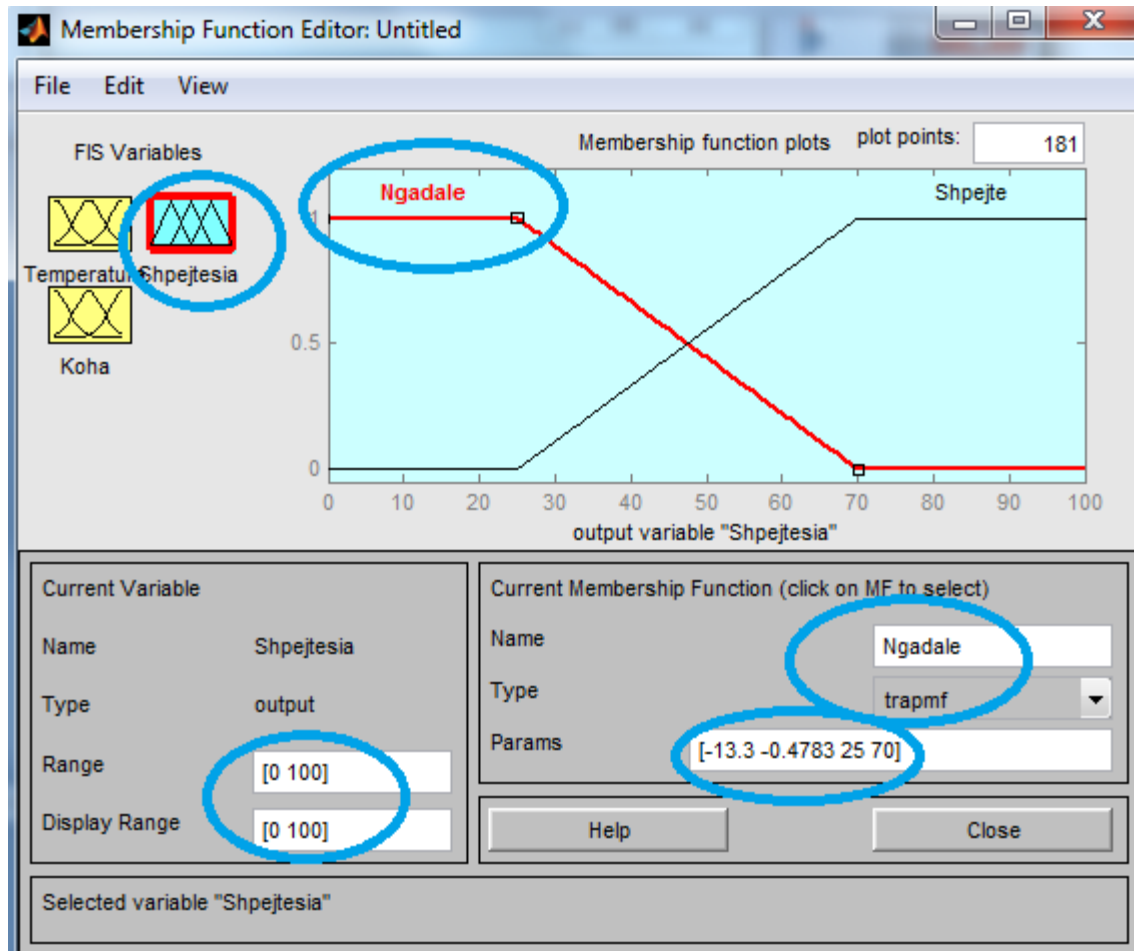 Membership Function Editor: Untitled
File Edit View
FIS Variables
Membership function plots plot points: 181
Ngadale
Shpejte
1
Temperatur Shpejtesia
0.5
Koha
0
0 10 20 30 40 50 60 70 80 90 100
output variable "Shpejtesia"
Current Variable
Name Shpejtesia
Type output
Range [0 100]
Display Range [0 100]
Current Membership Function (click on MF to select)
Name Ngadale
Type trapmf
Params [-13.3 -0.4783 25 70]
Help Close
Selected variable "Shpejtesia"